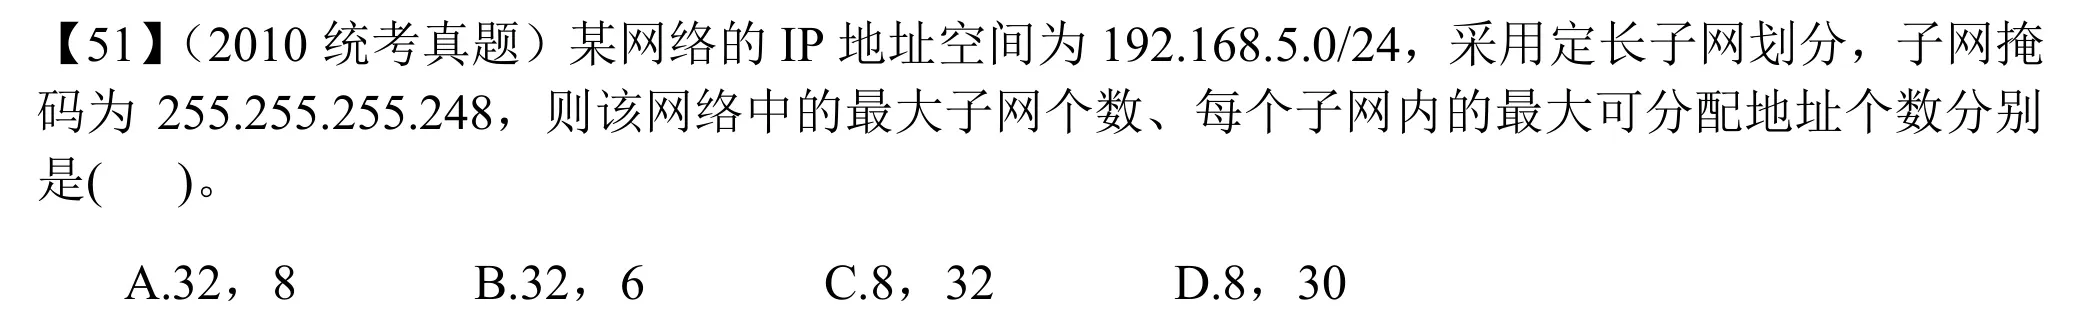 【51】（2010 统考真题）某网络的 IP 地址空间为 192.168.5.0/24，采用定长子网划分，子网掩
码为 255.255.255.248，则该网络中的最大子网个数、每个子网内的最大可分配地址个数分别
是(    )。
A.32，8    B.32，6    C.8，32    D.8，30